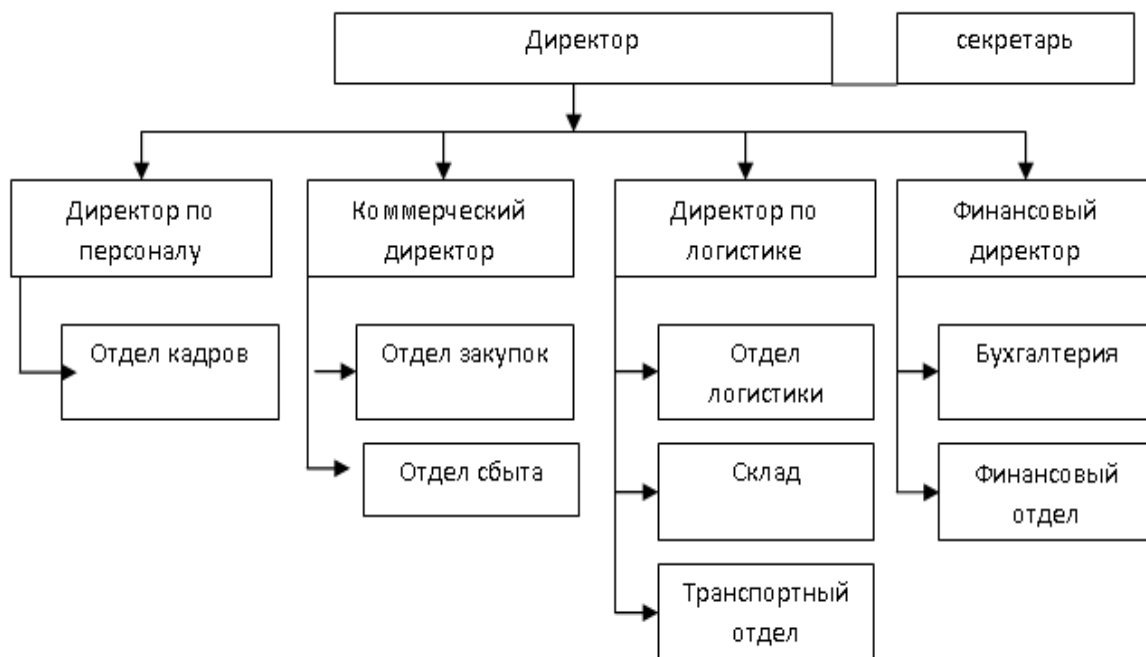 Директор
секретарь
Директор по
персоналу
Коммерческий
директор
Директор по
логистике
Финансовый
директор
Отдел кадров
Отдел закупок
Отдел
логистики
Бухгалтерия
Отдел сбыта
Склад
Финансовый
отдел
Транспортный
отдел